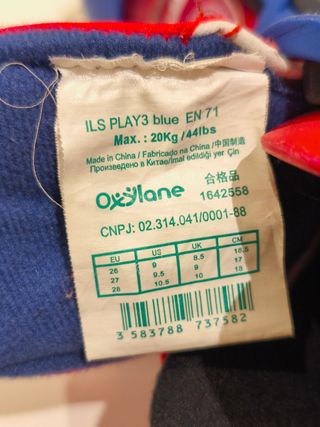 ILS PLAY3 blue EN 71
Max. : 20Kg /44lbs
Made in China / Fabricado na China /中国制造
Произведено в Китае/Imal edildiği yer Çin
Oxylane
合格品
1642558
CNPJ: 02.314.041/0001-88
EU US UK CM
26 9 8.5 16.5
27 9.5 9 17
28 10.5 10 18
3 583788 737582